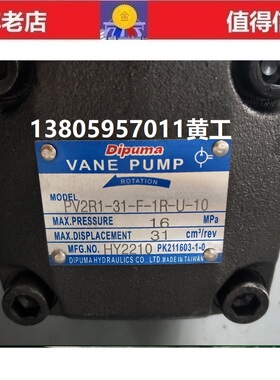 老店
值得信
13805957011黄工
Dipuma
VANE PUMP
ROTATION
MODEL PV2R1-31-F-1R-U-10
MAX.PRESSURE 16 MPa
MAX.DISPLACEMENT 31 cm³/rev
MFG.NO. HY2210 PK211603-1-0
DIPUMA HYDRAULICS CO., LTD. MADE IN TAIWAN